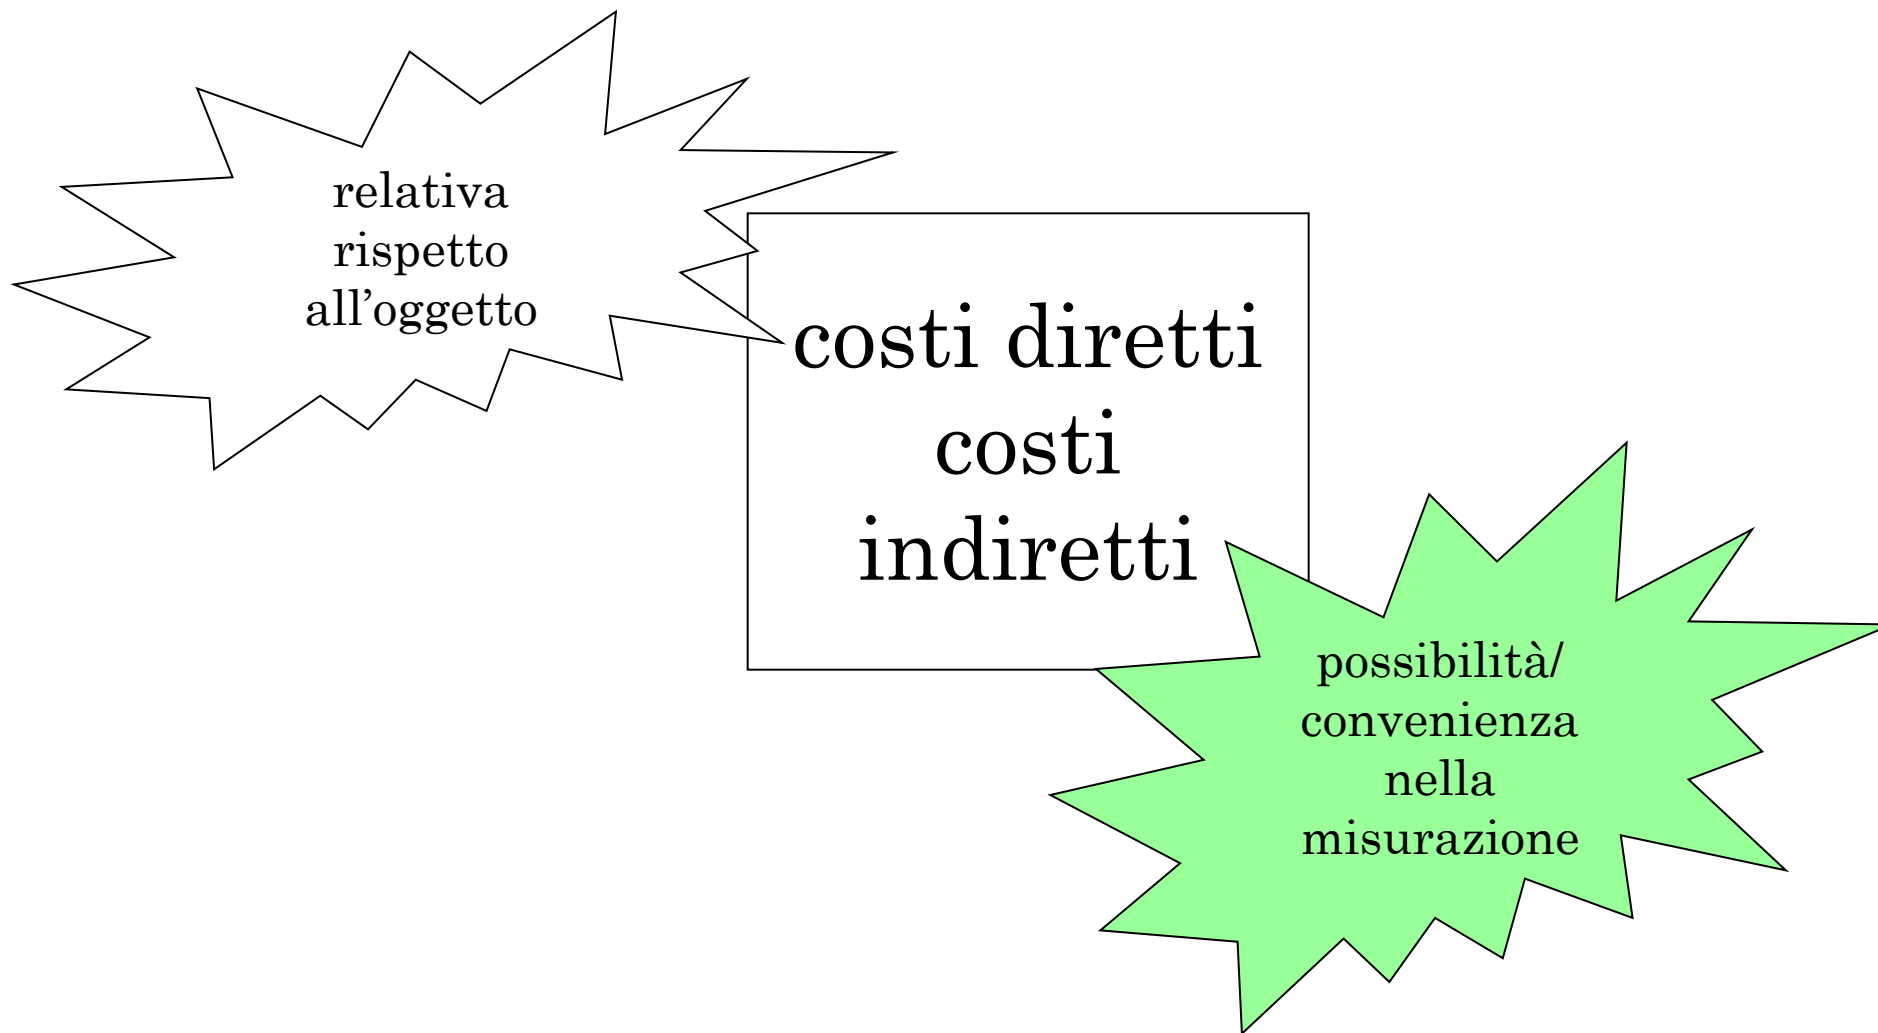 relativa
rispetto
all’oggetto
costi diretti
costi
indiretti
possibilità/
convenienza
nella
misurazione